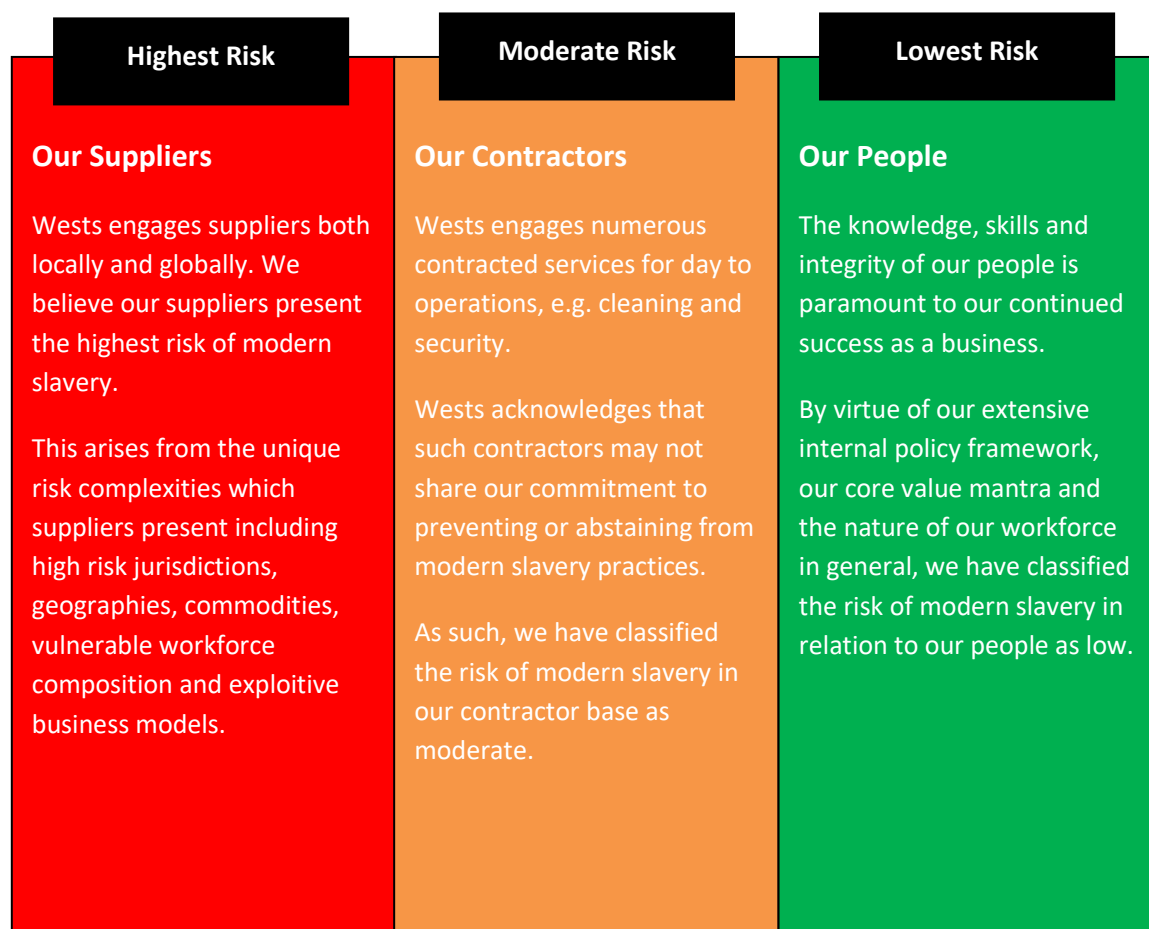 Highest Risk
Our Suppliers
Wests engages suppliers both
locally and globally. We
believe our suppliers present
the highest risk of modern
slavery.
This arises from the unique
risk complexities which
suppliers present including
high risk jurisdictions,
geographies, commodities,
vulnerable workforce
composition and exploitive
business models.
Moderate Risk
Our Contractors
Wests engages numerous
contracted services for day to
operations, e.g. cleaning and
security.
Wests acknowledges that
such contractors may not
share our commitment to
preventing or abstaining from
modern slavery practices.
As such, we have classified
the risk of modern slavery in
our contractor base as
moderate.
Lowest Risk
Our People
The knowledge, skills and
integrity of our people is
paramount to our continued
success as a business.
By virtue of our extensive
internal policy framework,
our core value mantra and
the nature of our workforce
in general, we have classified
the risk of modern slavery in
relation to our people as low.